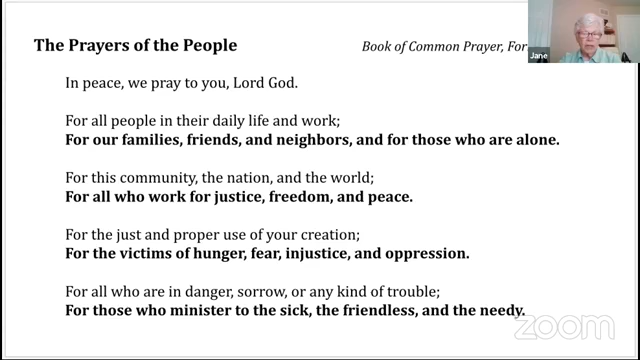 The Prayers of the People
Book of Common Prayer, For
Jane
In peace, we pray to you, Lord God.
For all people in their daily life and work;
For our families, friends, and neighbors, and for those who are alone.
For this community, the nation, and the world;
For all who work for justice, freedom, and peace.
For the just and proper use of your creation;
For the victims of hunger, fear, injustice, and oppression.
For all who are in danger, sorrow, or any kind of trouble;
For those who minister to the sick, the friendless, and the needy.
zoom